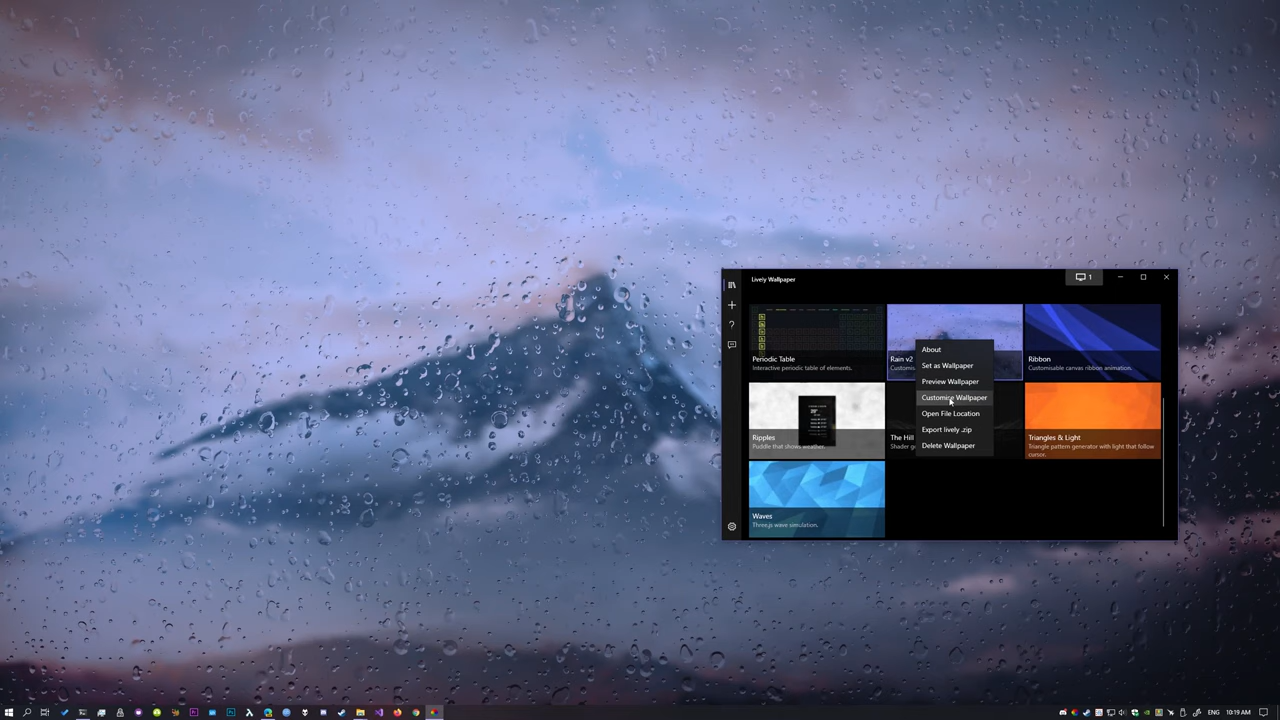 Lively Wallpaper
1
Periodic Table
Interactive periodic table of elements.
Rain v2
Customis
Ribbon
Customisable canvas ribbon animation.
About
Set as Wallpaper
Preview Wallpaper
Customise Wallpaper
Open File Location
Export lively .zip
Delete Wallpaper
Ripples
Puddle that shows weather.
The Hill
Shader g
Triangles & Light
Triangle pattern generator with light that follow
cursor.
Waves
Three.js wave simulation.
ENG
10:19 AM